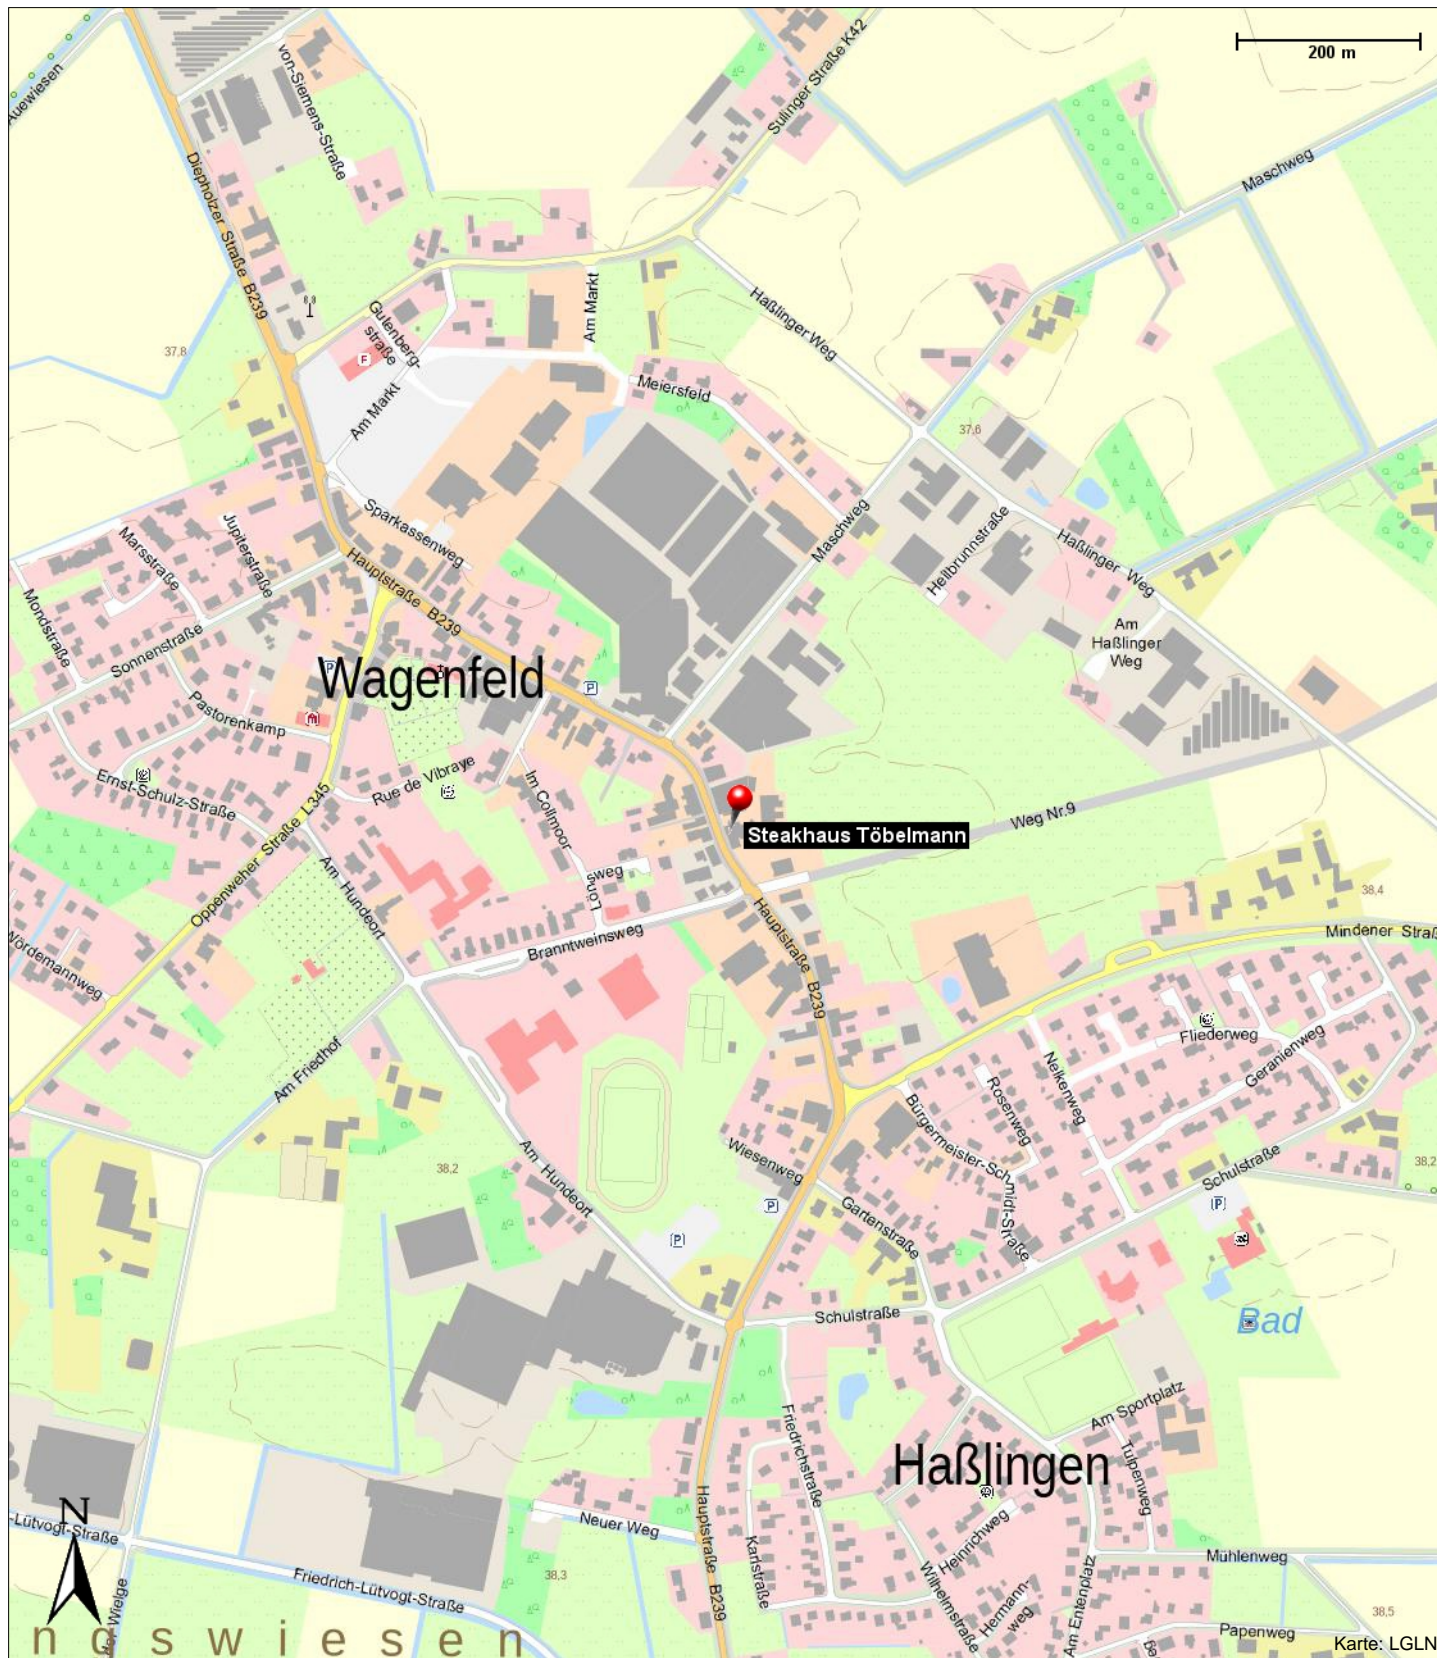 200 m
Auewiesen
von-Siemens-Straße
Sulinger Straße K42
Maschweg
Diepholzer Straße B239
Haßlinger Weg
Am Markt
Gutenberg-
straße
F
37,8
Am Markt
Meiersfeld
37,6
Sparkassenweg
Maschweg
Heilbrunnstraße
Haßlinger Weg
Marsstraße
Jupiterstraße
Hauptstraße B239
Mondstraße
Sonnenstraße
Am
Haßlinger
Weg
P
Wagenfeld
P
Pastorenkamp
Ernst-Schulz-Straße
Rue de Vibraye
Im Collmoor
Oppenweher Straße L345
Steakhaus Töbelmann
Weg Nr.9
Am Hundeort
Löns
weg
38,4
Branntweinsweg
Hauptstraße B239
Mindener Straß
Wördemannweg
Fliederweg
Geranienweg
Nelkenweg
Rosenweg
Am Friedhof
Bürgermeister-Schmidt-Straße
Wiesenweg
38,2
Am Hundeort
Schulstraße
38,2
P
P
P
Gartenstraße
Schulstraße
Bad
Am Sportplatz
Friedrichstraße
Haßlingen
Tulpenweg
Hauptstraße B239
Neuer Weg
Karlstraße
Heinrichweg
Wilhelmstraße
Hermann-
weg
Am Entenplatz
Mühlenweg
N
-Lütvogt-Straße
Friedrich-Lütvogt-Straße
38,3
38,5
Papenweg
der Wielge
ngswiesen
Karte: LGLN